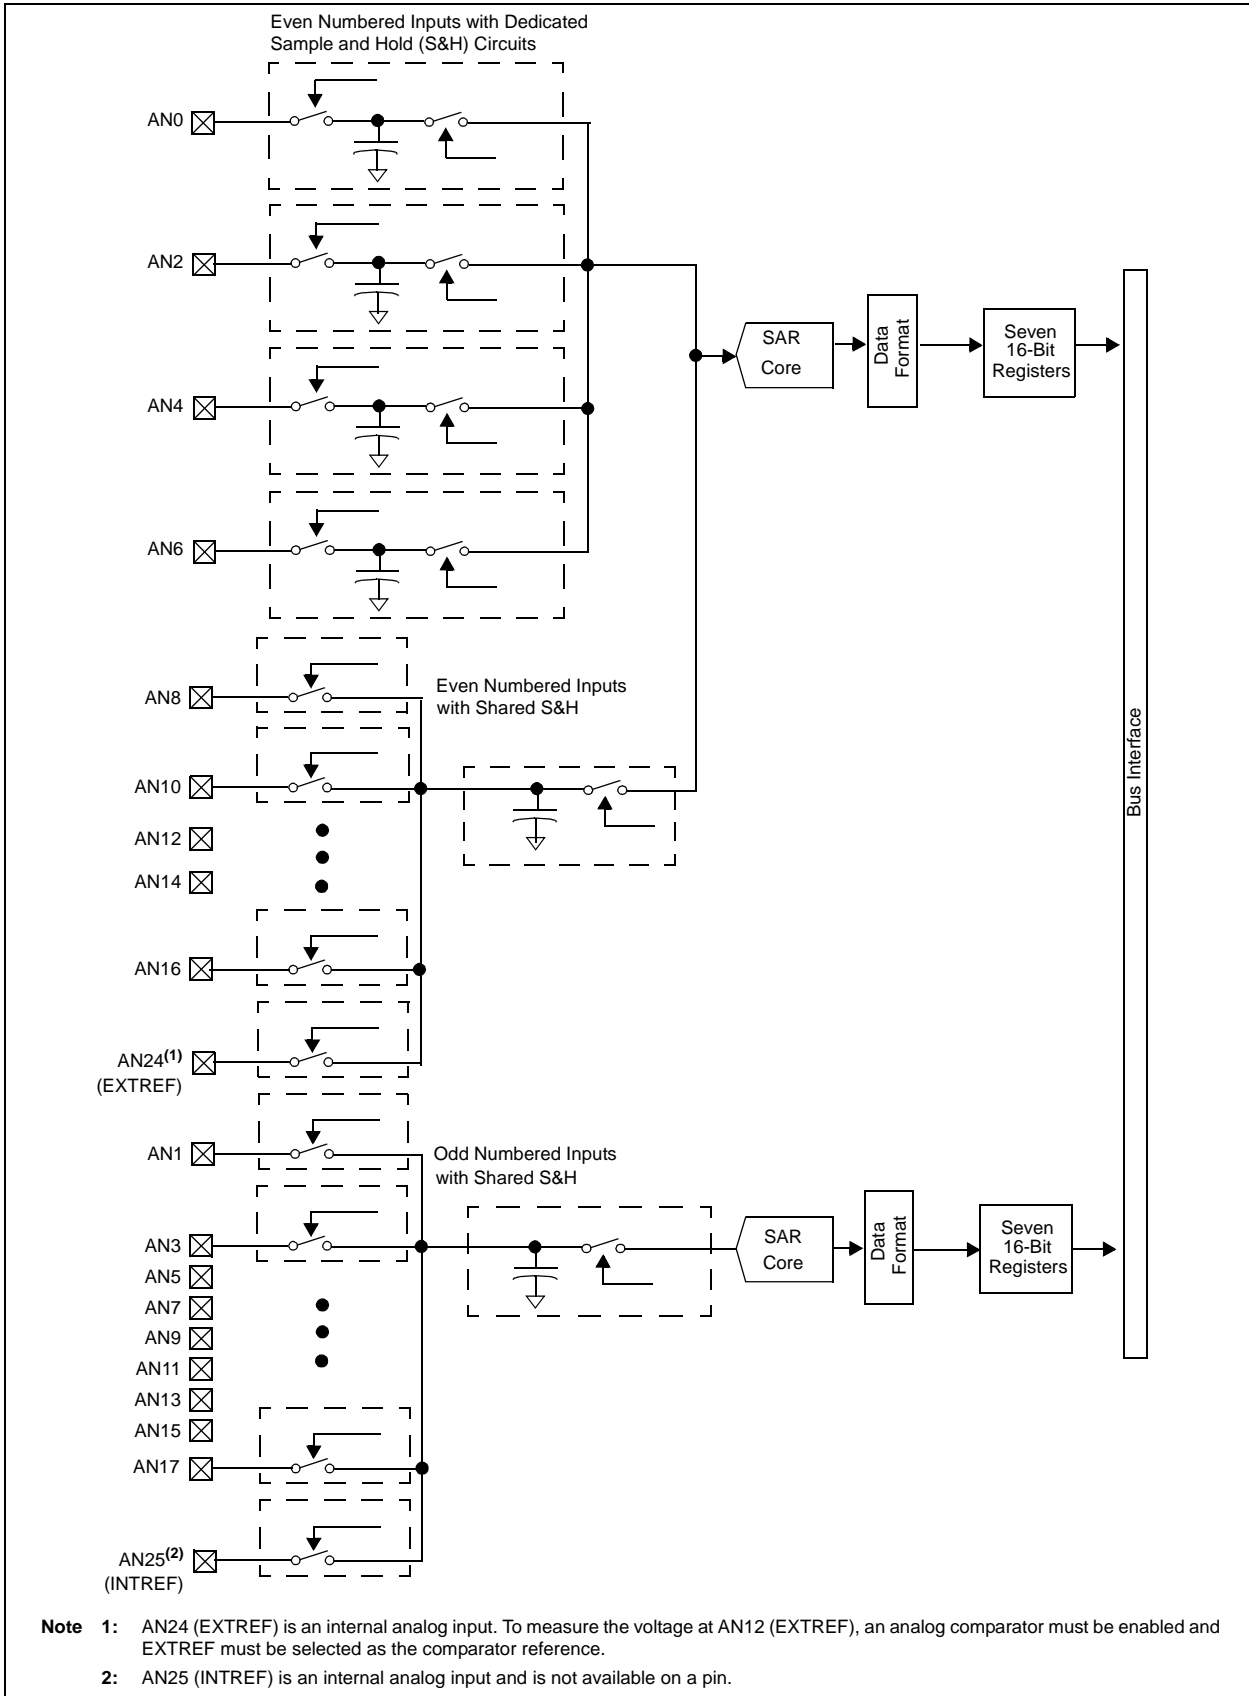 Even Numbered Inputs with Dedicated
Sample and Hold (S&H) Circuits
AN0
AN2
AN4
AN6
SAR
Core
Data
Format
Seven
16-Bit
Registers
Bus Interface
AN8
Even Numbered Inputs
with Shared S&H
AN10
AN12
AN14
AN16
AN24(1)
(EXTREF)
AN1
Odd Numbered Inputs
with Shared S&H
AN3
SAR
Core
Data
Format
Seven
16-Bit
Registers
AN5
AN7
AN9
AN11
AN13
AN15
AN17
AN25(2)
(INTREF)
Note 1: AN24 (EXTREF) is an internal analog input. To measure the voltage at AN12 (EXTREF), an analog comparator must be enabled and
EXTREF must be selected as the comparator reference.
2: AN25 (INTREF) is an internal analog input and is not available on a pin.